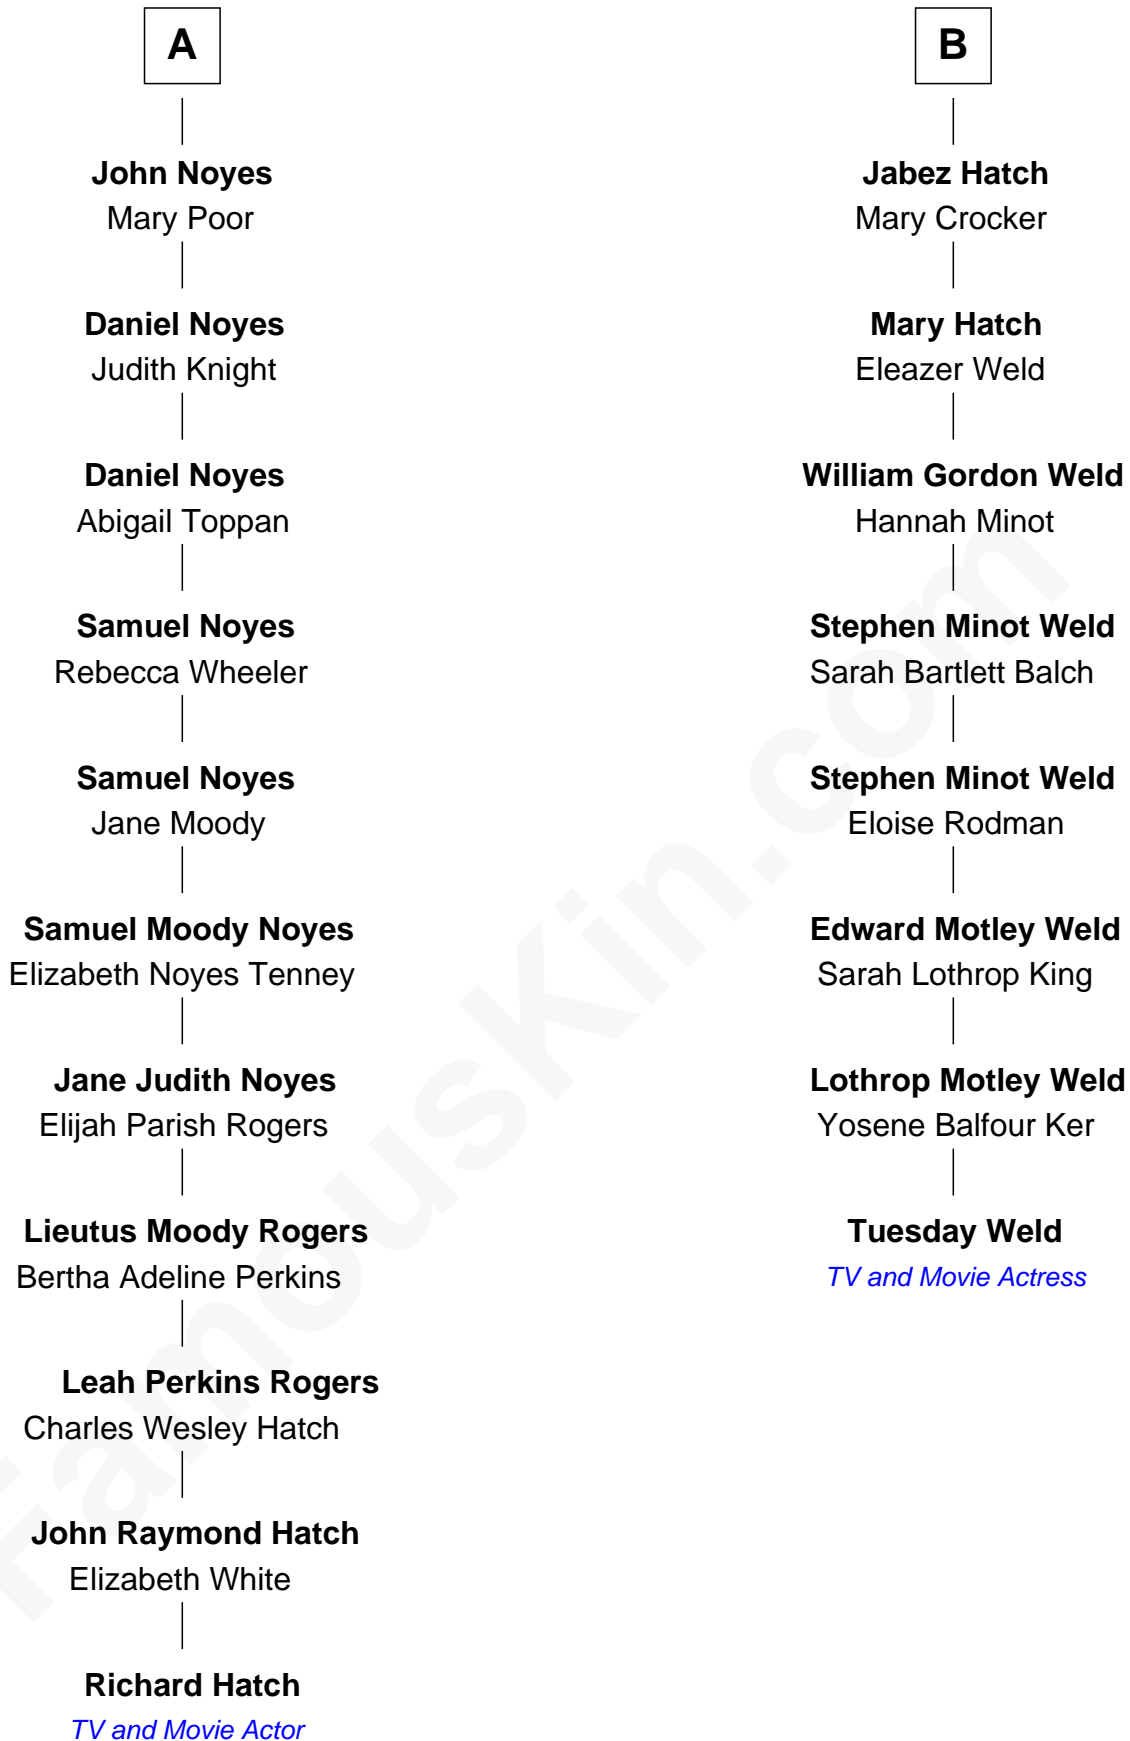 A
John Noyes
Mary Poor
Daniel Noyes
Judith Knight
Daniel Noyes
Abigail Toppan
Samuel Noyes
Rebecca Wheeler
Samuel Noyes
Jane Moody
Samuel Moody Noyes
Elizabeth Noyes Tenney
Jane Judith Noyes
Elijah Parish Rogers
Lieutus Moody Rogers
Bertha Adeline Perkins
Leah Perkins Rogers
Charles Wesley Hatch
John Raymond Hatch
Elizabeth White
Richard Hatch
TV and Movie Actor
B
Jabez Hatch
Mary Crocker
Mary Hatch
Eleazer Weld
William Gordon Weld
Hannah Minot
Stephen Minot Weld
Sarah Bartlett Balch
Stephen Minot Weld
Eloise Rodman
Edward Motley Weld
Sarah Lothrop King
Lothrop Motley Weld
Yosene Balfour Ker
Tuesday Weld
TV and Movie Actress
FamousKin.com